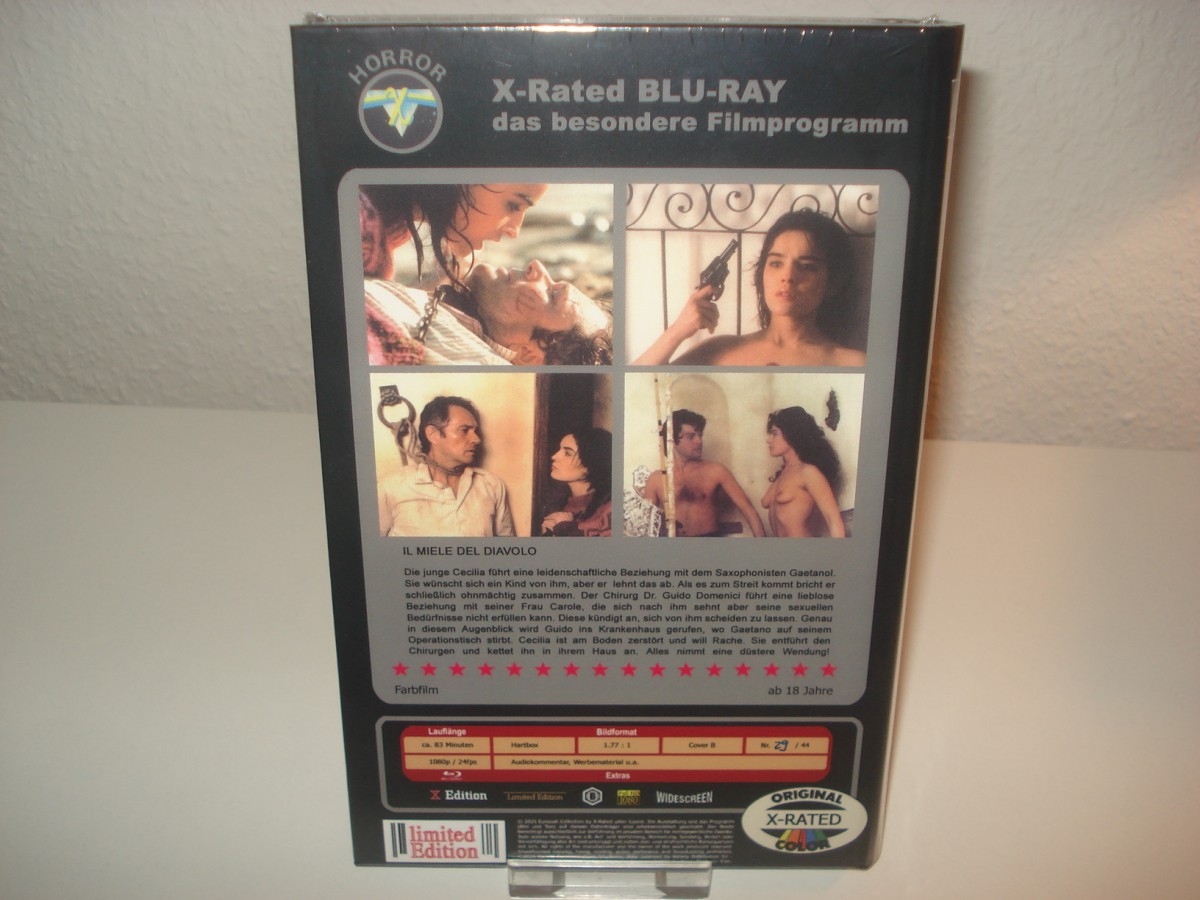 HORROR
X
X-Rated BLU-RAY
das besondere Filmprogramm
IL MIELE DEL DIAVOLO
Die junge Cecilia führt eine leidenschaftliche Beziehung mit dem Saxophonisten Gaetanol.
Sie wünscht sich ein Kind von ihm, aber er lehnt das ab. Als es zum Streit kommt bricht er
schließlich ohnmächtig zusammen. Der Chirurg Dr. Guido Domenici führt eine lieblose
Beziehung mit seiner Frau Carole, die sich nach ihm sehnt aber seine sexuellen
Bedürfnisse nicht erfüllen kann. Diese kündigt an, sich von ihm scheiden zu lassen. Genau
in diesem Augenblick wird Guido ins Krankenhaus gerufen, wo Gaetano auf seinem
Operationstisch stirbt. Cecilia ist am Boden zerstört und will Rache. Sie entführt den
Chirurgen und kettet ihn in ihrem Haus an. Alles nimmt eine düstere Wendung!
Farbfilm ab 18 Jahre
Lauflänge Bildformat
ca. 83 Minuten Hartbox 1.77 : 1 Cover B Nr. 29 / 44
1080p / 24fps Audiokommentar, Werbematerial u.a.
Extras
X Edition Limited Edition FULL HD 1080 WIDESCREEN
limited
Edition
ORIGINAL
X-RATED
COLOR